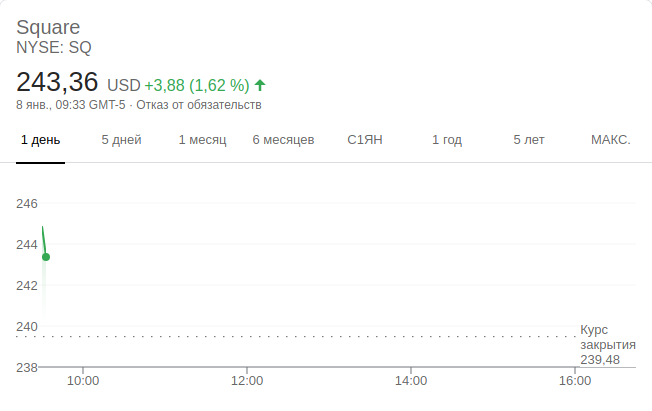 Square
NYSE: SQ
243,36 USD +3,88 (1,62 %)
8 янв., 09:33 GMT-5 · Отказ от обязательств
1 день 5 дней 1 месяц 6 месяцев С1ЯН 1 год 5 лет МАКС.
246
244
242
240
238
Курс
закрытия
239,48
10:00 12:00 14:00 16:00